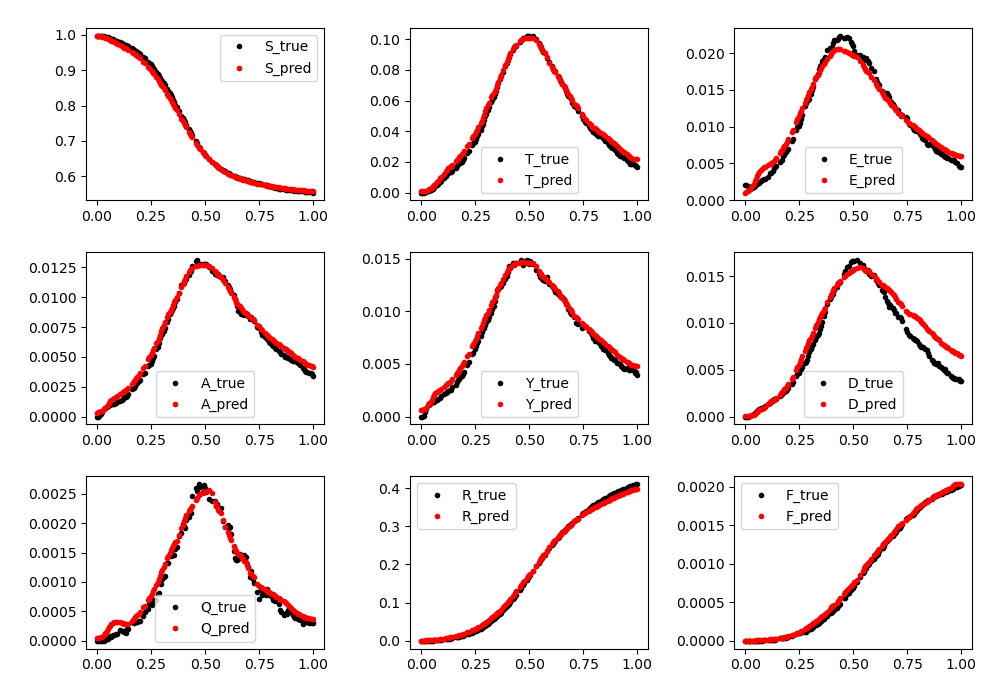 1.0
0.9
0.8
0.7
0.6
0.00 0.25 0.50 0.75 1.00
S_true
S_pred
0.10
0.08
0.06
0.04
0.02
0.00
0.00 0.25 0.50 0.75 1.00
T_true
T_pred
0.020
0.015
0.010
0.005
0.000
0.00 0.25 0.50 0.75 1.00
E_true
E_pred
0.0125
0.0100
0.0075
0.0050
0.0025
0.0000
0.00 0.25 0.50 0.75 1.00
A_true
A_pred
0.015
0.010
0.005
0.000
0.00 0.25 0.50 0.75 1.00
Y_true
Y_pred
0.015
0.010
0.005
0.000
0.00 0.25 0.50 0.75 1.00
D_true
D_pred
0.0025
0.0020
0.0015
0.0010
0.0005
0.0000
0.00 0.25 0.50 0.75 1.00
Q_true
Q_pred
0.4
0.3
0.2
0.1
0.0
0.00 0.25 0.50 0.75 1.00
R_true
R_pred
0.0020
0.0015
0.0010
0.0005
0.0000
0.00 0.25 0.50 0.75 1.00
F_true
F_pred